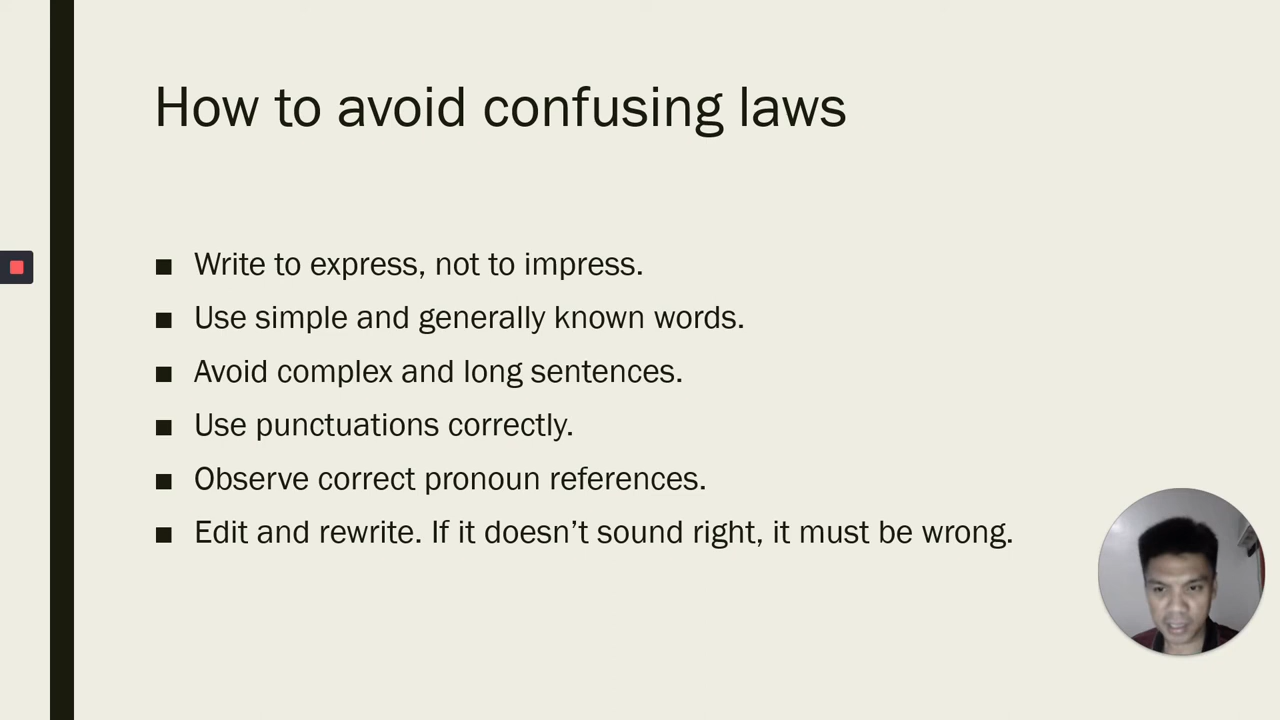 How to avoid confusing laws
■ Write to express, not to impress.
■ Use simple and generally known words.
■ Avoid complex and long sentences.
■ Use punctuations correctly.
■ Observe correct pronoun references.
■ Edit and rewrite. If it doesn’t sound right, it must be wrong.